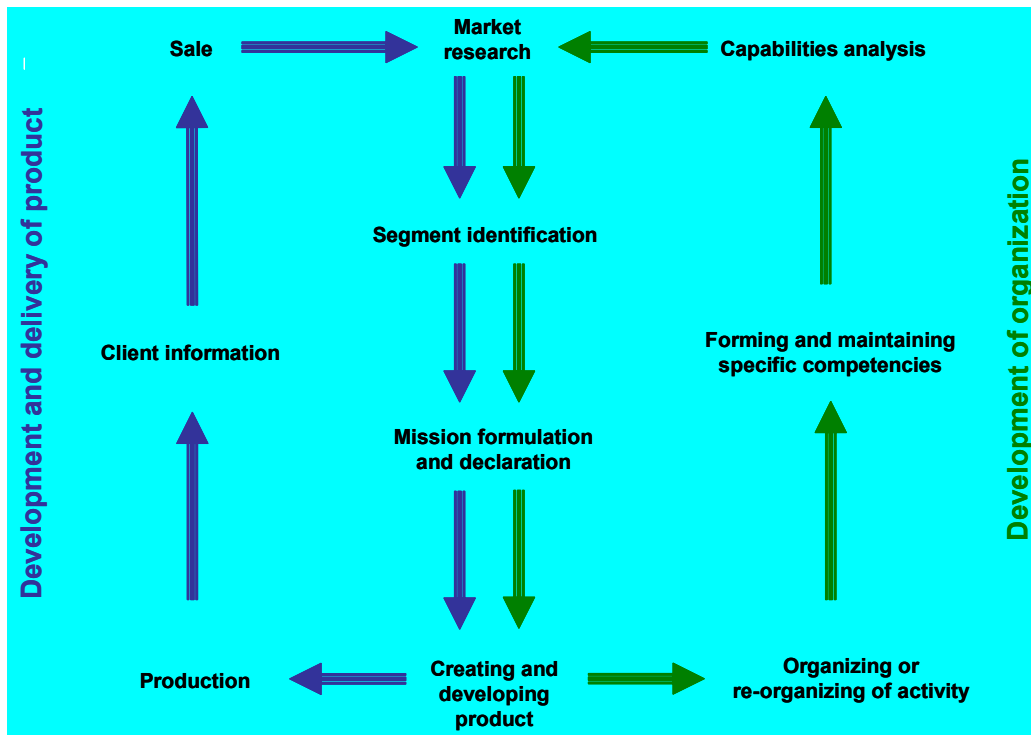 Sale
Market
research
Capabilities analysis
Segment identification
Client information
Forming and maintaining
specific competencies
Mission formulation
and declaration
Production
Creating and
developing
product
Organizing or
re-organizing of activity
Development and delivery of product
Development of organization